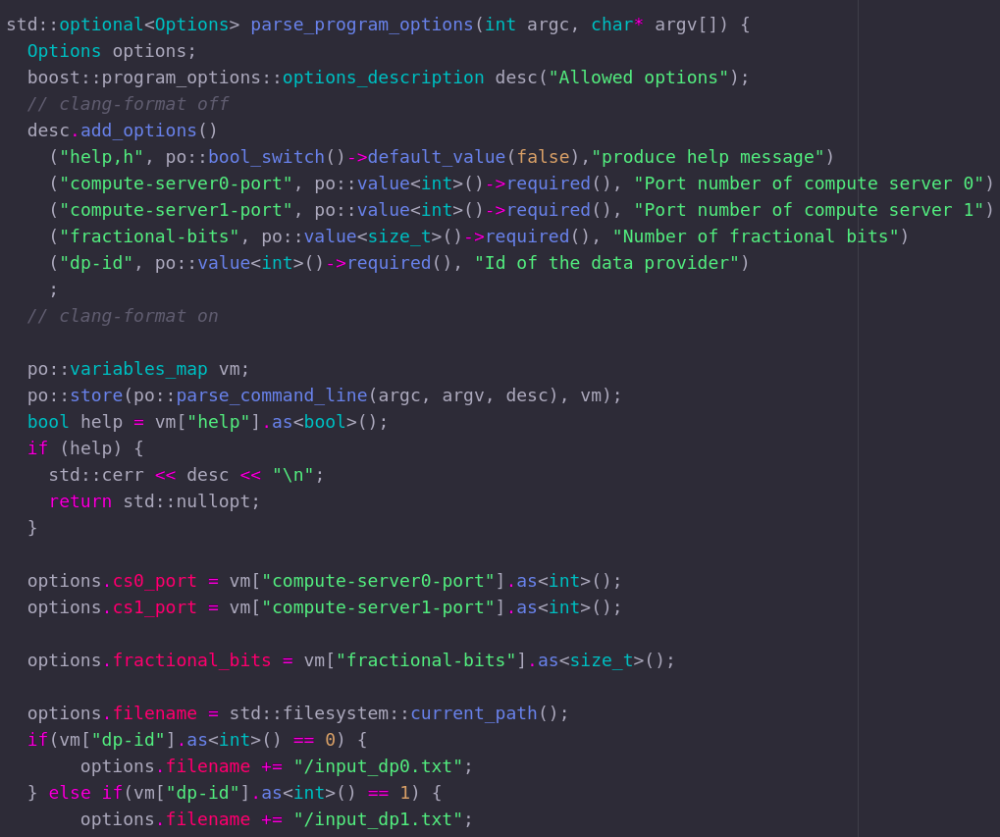 std::optional<Options> parse_program_options(int argc, char* argv[]) {
  Options options;
  boost::program_options::options_description desc("Allowed options");
  // clang-format off
  desc.add_options()
    ("help,h", po::bool_switch()->default_value(false),"produce help message")
    ("compute-server0-port", po::value<int>()->required(), "Port number of compute server 0")
    ("compute-server1-port", po::value<int>()->required(), "Port number of compute server 1")
    ("fractional-bits", po::value<size_t>()->required(), "Number of fractional bits")
    ("dp-id", po::value<int>()->required(), "Id of the data provider")
    ;
  // clang-format on

  po::variables_map vm;
  po::store(po::parse_command_line(argc, argv, desc), vm);
  bool help = vm["help"].as<bool>();
  if (help) {
    std::cerr << desc << "\n";
    return std::nullopt;
  }

  options.cs0_port = vm["compute-server0-port"].as<int>();
  options.cs1_port = vm["compute-server1-port"].as<int>();

  options.fractional_bits = vm["fractional-bits"].as<size_t>();

  options.filename = std::filesystem::current_path();
  if(vm["dp-id"].as<int>() == 0) {
       options.filename += "/input_dp0.txt";
  } else if(vm["dp-id"].as<int>() == 1) {
       options.filename += "/input_dp1.txt";